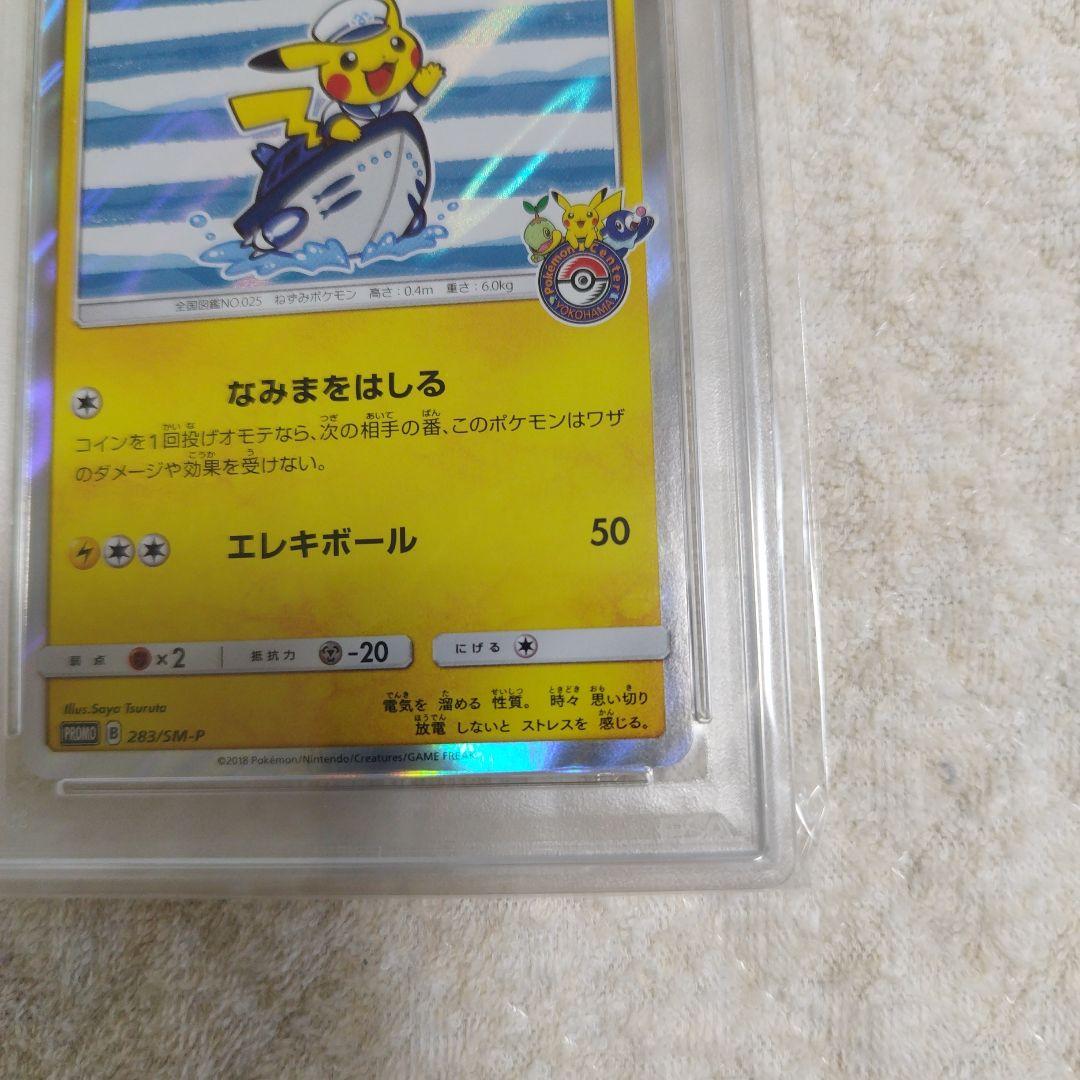 全国図鑑NO.025 ねずみポケモン 高さ:0.4m 重さ:6.0kg
Pokémon Center
YOKOHAMA
なみまをはしる
コインを1回投げオモテなら、次の相手の番、このポケモンはワザ
のダメージや効果を受けない。
エレキボール 50
弱点 ×2 抵抗力 -20 にげる
Illus.Saya Tsuruta
電気を 溜める 性質。 時々 思い切り
放電 しないと ストレスを 感じる。
PROMO B 283/SM-P
©2018 Pokémon/Nintendo/Creatures/GAME FREAK
PSA